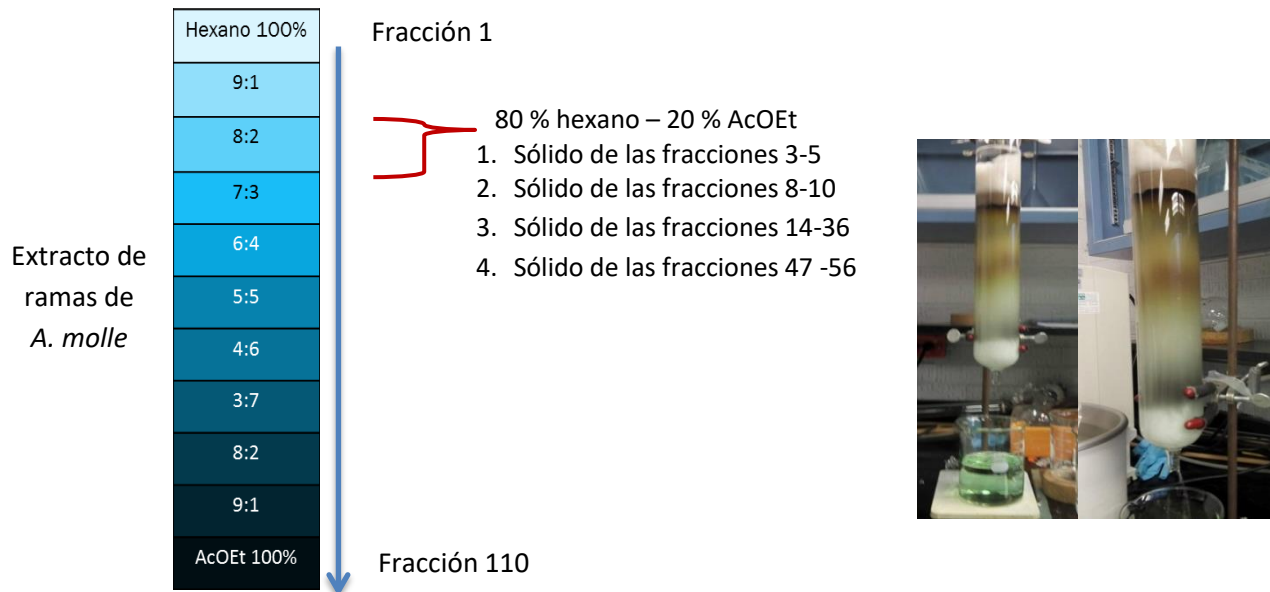 Hexano 100%
9:1
8:2
7:3
6:4
5:5
4:6
3:7
8:2
9:1
AcOEt 100%
Extracto de
ramas de
A. molle
Fracción 1
80 % hexano – 20 % AcOEt
1. Sólido de las fracciones 3-5
2. Sólido de las fracciones 8-10
3. Sólido de las fracciones 14-36
4. Sólido de las fracciones 47 -56
Fracción 110